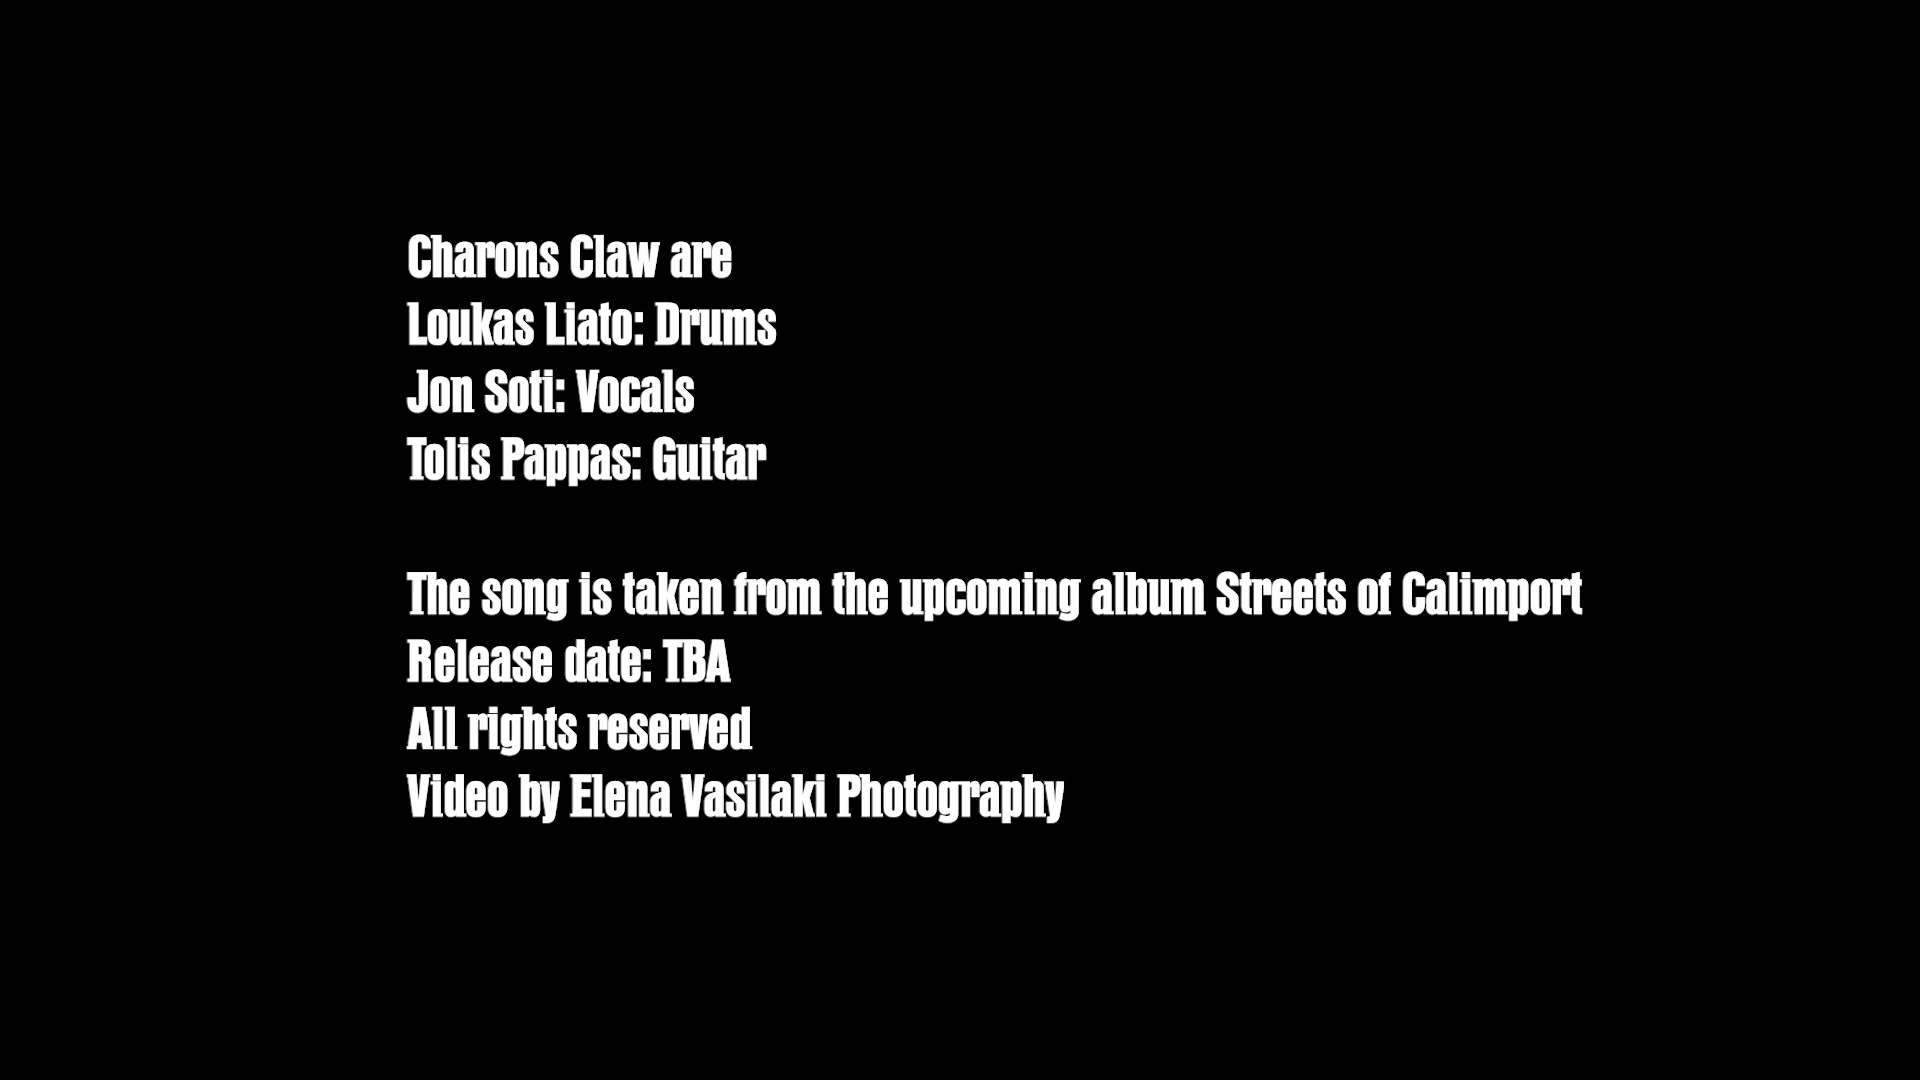 Charons Claw are
Loukas Liato: Drums
Jon Soti: Vocals
Tolis Pappas: Guitar
The song is taken from the upcoming album Streets of Calimport
Release date: TBA
All rights reserved
Video by Elena Vasilaki Photography